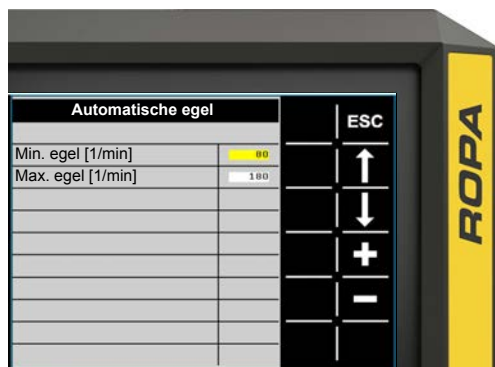 Automatische egel
ESC
Min. egel [1/min] 80
Max. egel [1/min] 180
ROPA